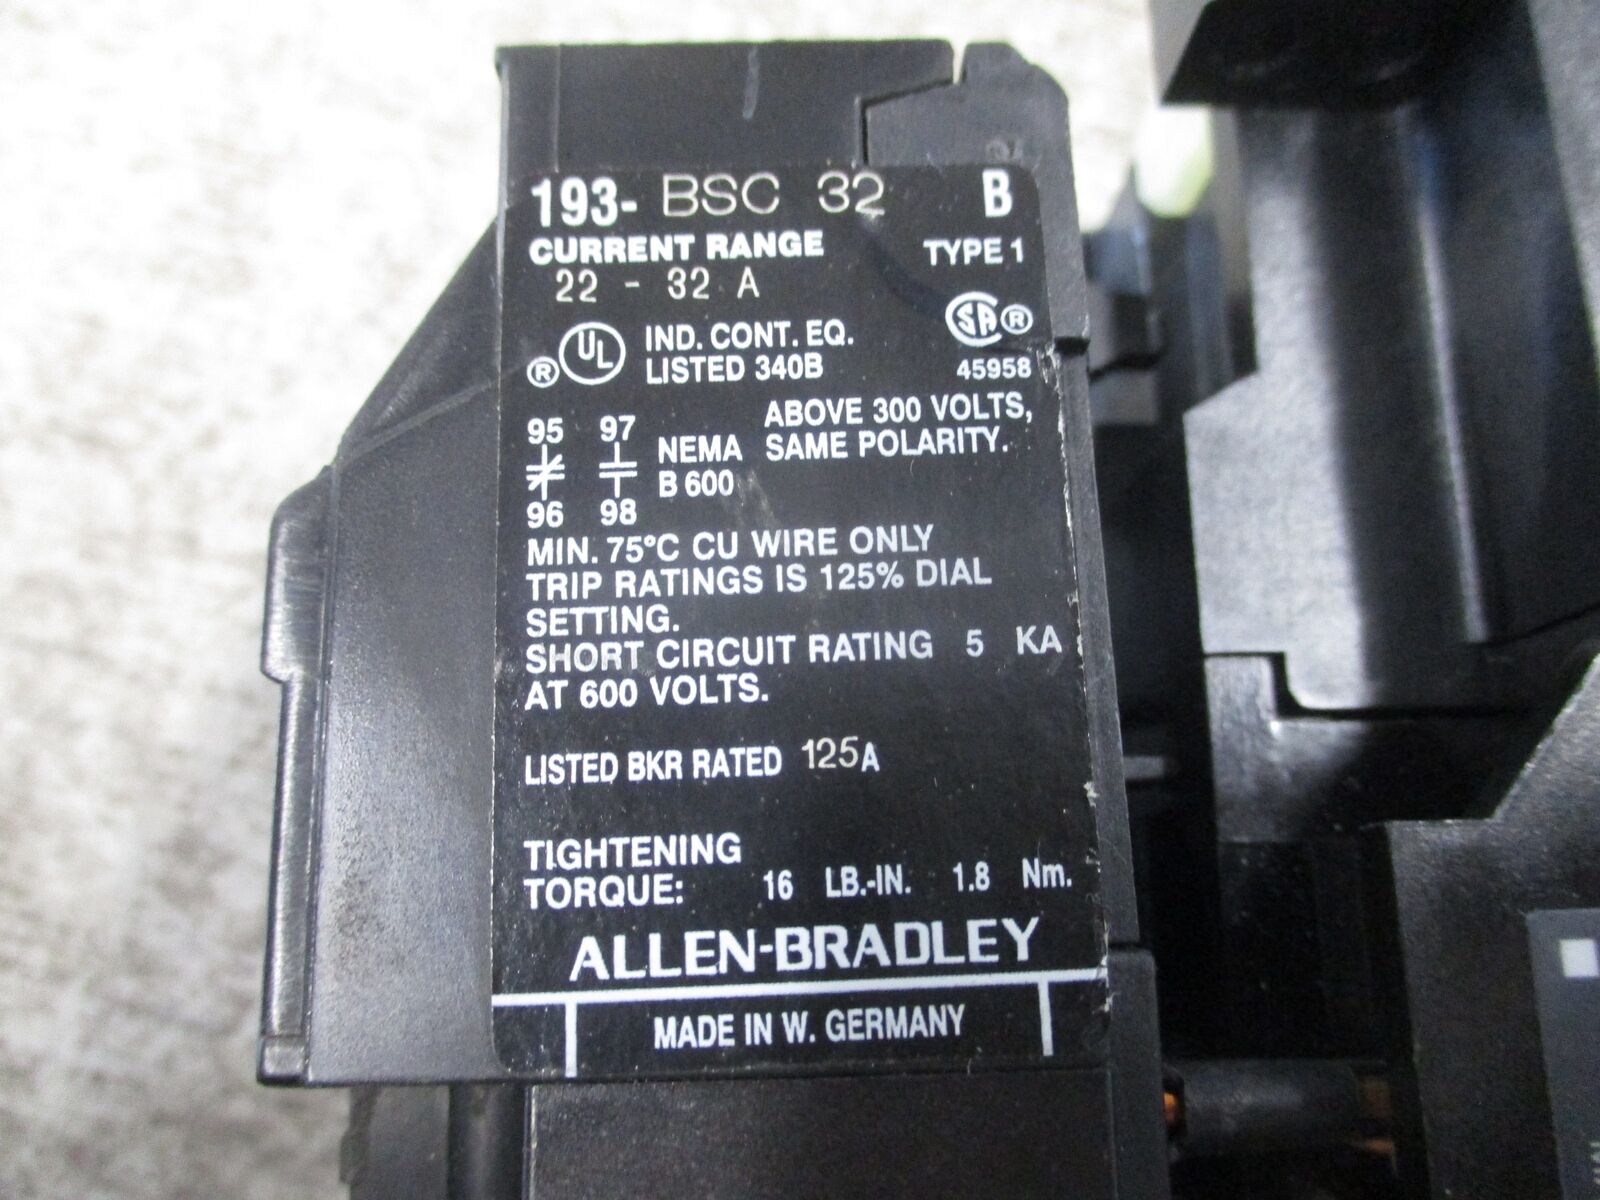 193- BSC 32 B
CURRENT RANGE TYPE 1
22 - 32 A
UL ® IND. CONT. EQ. SA ®
LISTED 340B 45958
95 97 ABOVE 300 VOLTS,
NEMA SAME POLARITY.
B 600
96 98
MIN. 75°C CU WIRE ONLY
TRIP RATINGS IS 125% DIAL
SETTING.
SHORT CIRCUIT RATING 5 KA
AT 600 VOLTS.
LISTED BKR RATED 125A
TIGHTENING
TORQUE: 16 LB.-IN. 1.8 Nm.
ALLEN-BRADLEY
MADE IN W. GERMANY